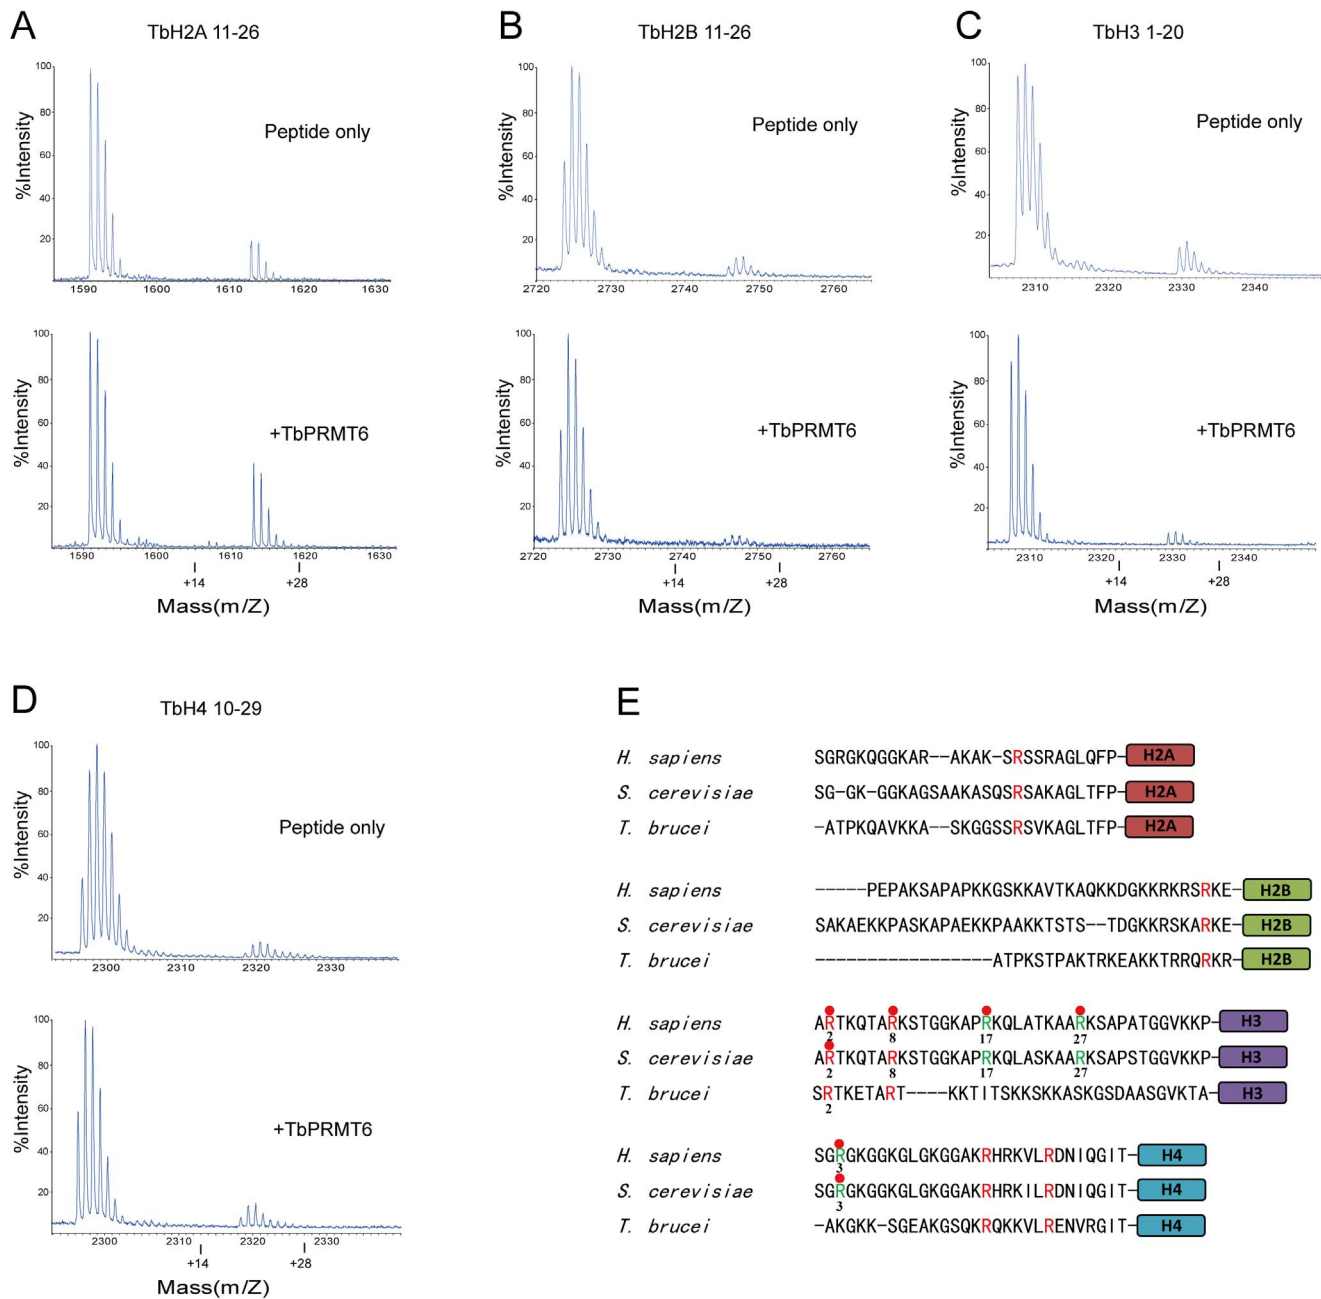 A
TbH2A 11-26
100
80
60
40
20
%Intensity
Peptide only
1590 1600 1610 1620 1630
100
80
60
40
20
%Intensity
+TbPRMT6
1590 1600 1610 1620 1630
+14 +28
Mass(m/Z)
B
TbH2B 11-26
100
80
60
40
20
%Intensity
Peptide only
2720 2730 2740 2750 2760
100
80
60
40
20
%Intensity
+TbPRMT6
2720 2730 2740 2750 2760
+14 +28
Mass(m/Z)
C
TbH3 1-20
100
80
60
40
20
%Intensity
Peptide only
2310 2320 2330 2340
100
80
60
40
20
%Intensity
+TbPRMT6
2310 2320 2330 2340
+14 +28
Mass(m/Z)
D
TbH4 10-29
100
80
60
40
20
%Intensity
Peptide only
2300 2310 2320 2330
100
80
60
40
20
%Intensity
+TbPRMT6
2300 2310 2320 2330
+14 +28
Mass(m/Z)
E
H. sapiens SGRGKQGGKAR--AKAK-SRSSRAGLQFP- H2A
S. cerevisiae SG-GK-GGKAGSAAKASQSRSAKAGLTFP- H2A
T. brucei -ATPKQAVKKA--SKGGSSRSVKAGLTFP- H2A
H. sapiens -----PEPAKSAPAPKKGSKKAVTKAQKKDGKKRKRSRKE- H2B
S. cerevisiae SAKAEKKPASKAPAEKKPAAKKTSTS--TDGKKRSKARKE- H2B
T. brucei -----------------ATPKSTPAKTRKEAKKTRRQRKR- H2B
H. sapiens ARTKQTARKSTGGKAPRKQLATKAARKSAPATGGVKKP- H3
2 8 17 27
S. cerevisiae ARTKQTARKSTGGKAPRKQLASKAARKSAPSTGGVKKP- H3
2 8 17 27
T. brucei SRTKETART----KKTITSKKSKKASKGSDAASGVKTA- H3
2
H. sapiens SGRGKGGKGLGKGGAKRHRKVLRDNIQGIT- H4
3
S. cerevisiae SGRGKGGKGLGKGGAKRHRKILRDNIQGIT- H4
3
T. brucei -AKGKK-SGEAKGSQKRQKKVLRENVRGIT- H4